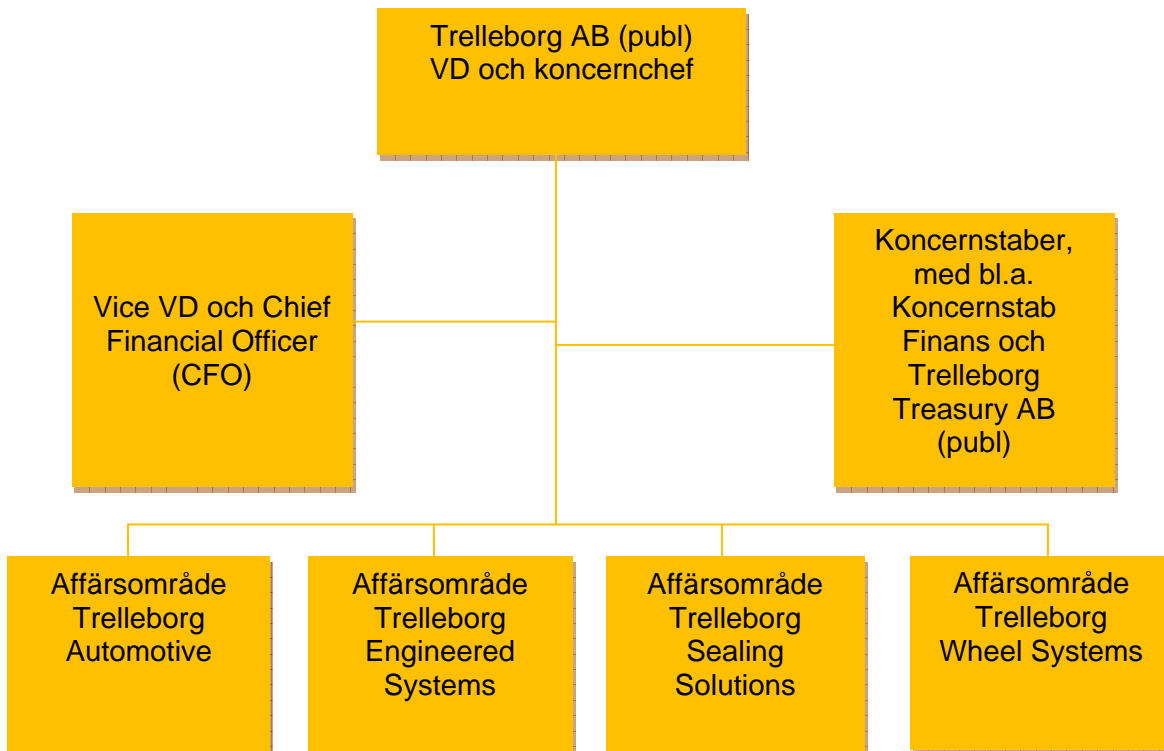 Trelleborg AB (publ)
VD och koncernchef
Vice VD och Chief
Financial Officer
(CFO)
Koncernstaber,
med bl.a.
Koncernstab
Finans och
Trelleborg
Treasury AB
(publ)
Affärsområde
Trelleborg
Automotive
Affärsområde
Trelleborg
Engineered
Systems
Affärsområde
Trelleborg
Sealing
Solutions
Affärsområde
Trelleborg
Wheel Systems